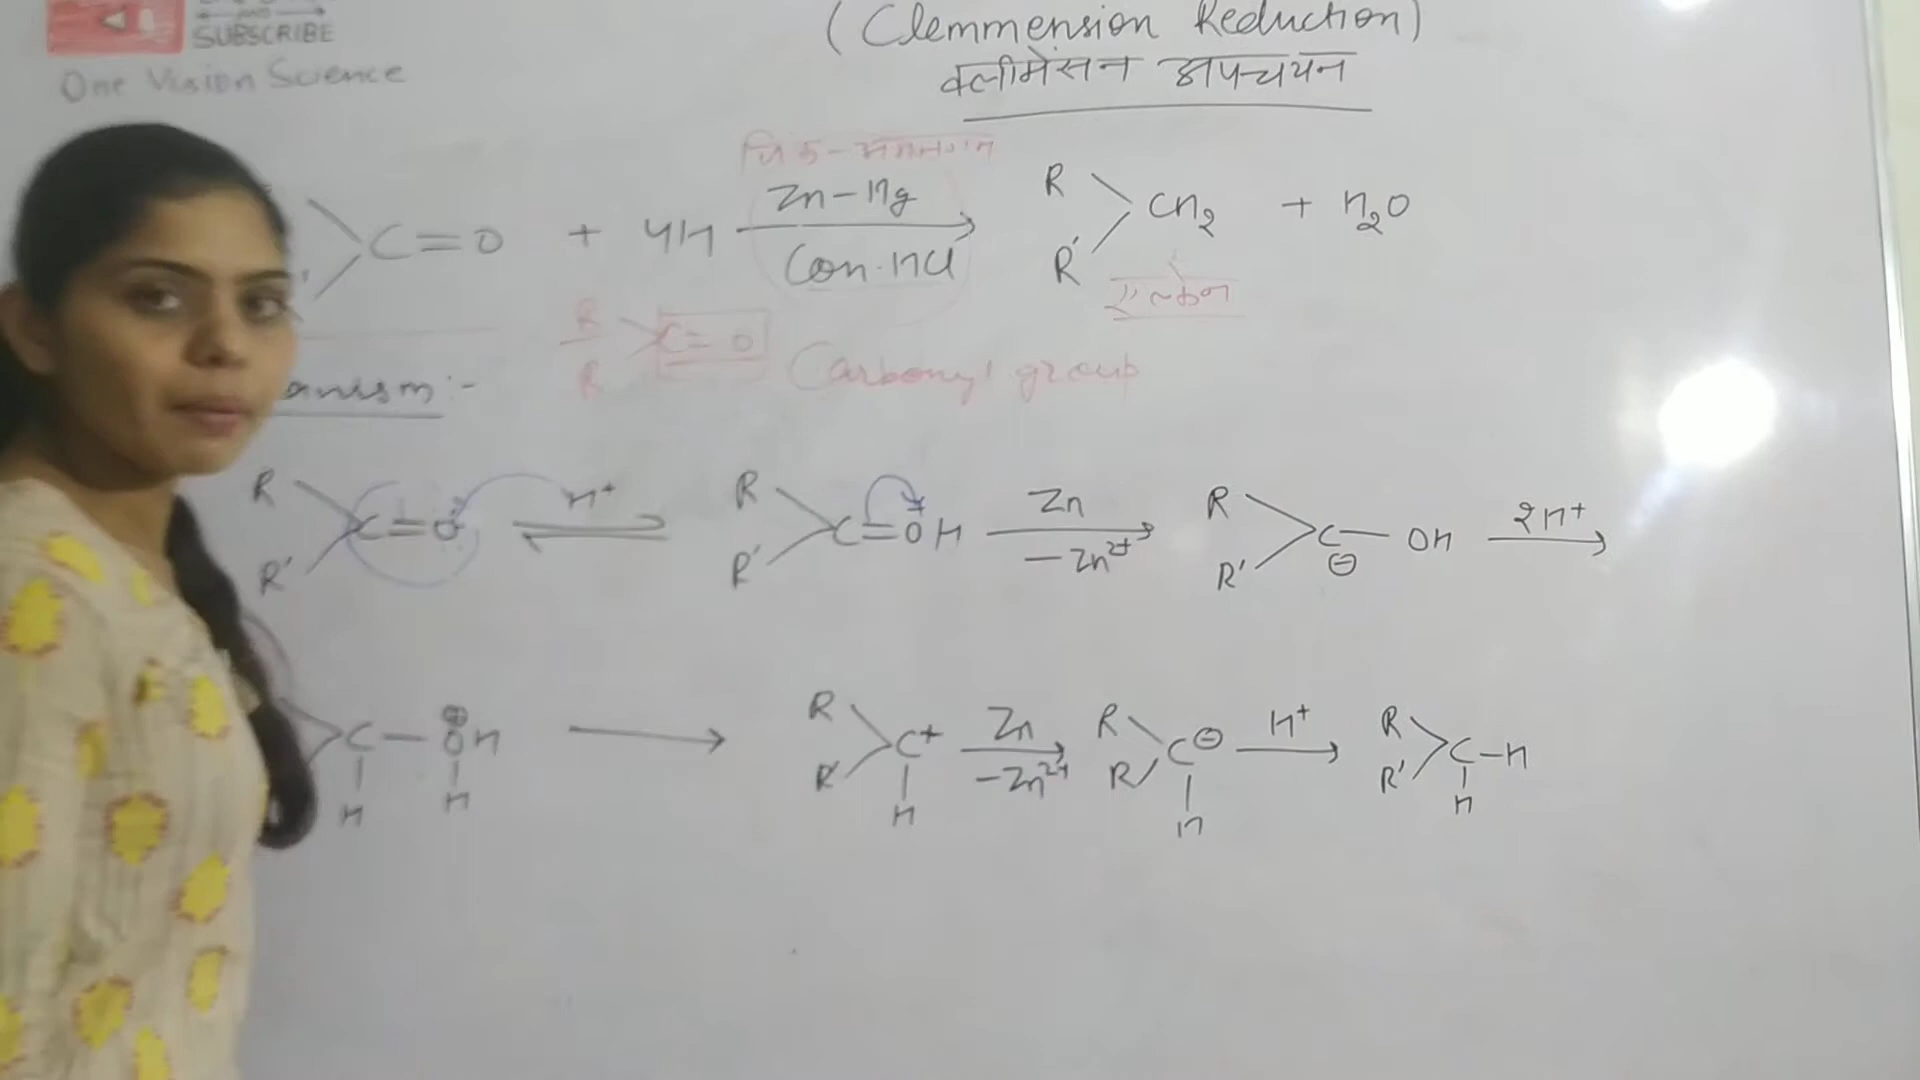 SUBSCRIBE
One Vision Science
(Clemmension Reduction)
क्लीमेंसन अपचयन
C=O + 4H Zn-Hg Con.HCl R R' CH2 + H2O
R R C=O Carbonyl group
anism:-
R R' C=O H+ R R' C=OH Zn -Zn2+ R R' C-OH ⊖ 2H+
C-OH ⊕ H H R R' C+ H Zn -Zn2+ R R' C⊖ H H+ R R' C-H H